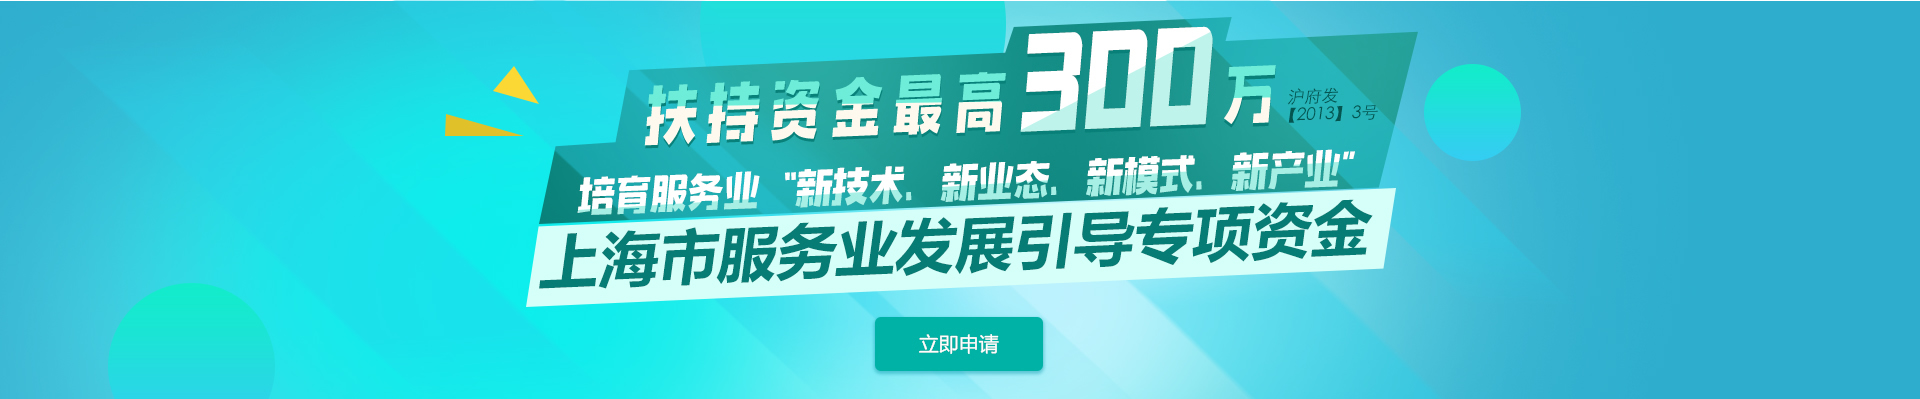 扶持资金最高300万
沪府发
【2013】3号
培育服务业 "新技术、新业态、新模式、新产业"
上海市服务业发展引导专项资金
立即申请